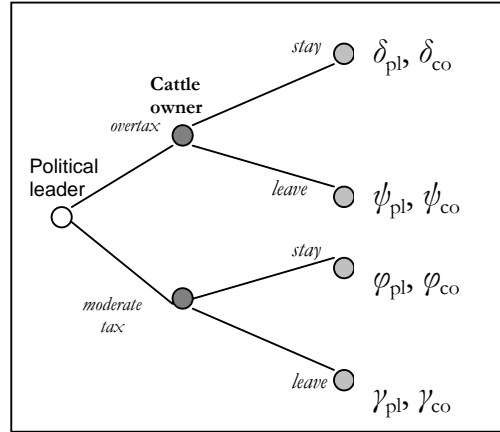 stay
δpl, δco
Cattle
owner
overtax
Political
leader
leave
ψpl, ψco
stay
φpl, φco
moderate
tax
leave
γpl, γco